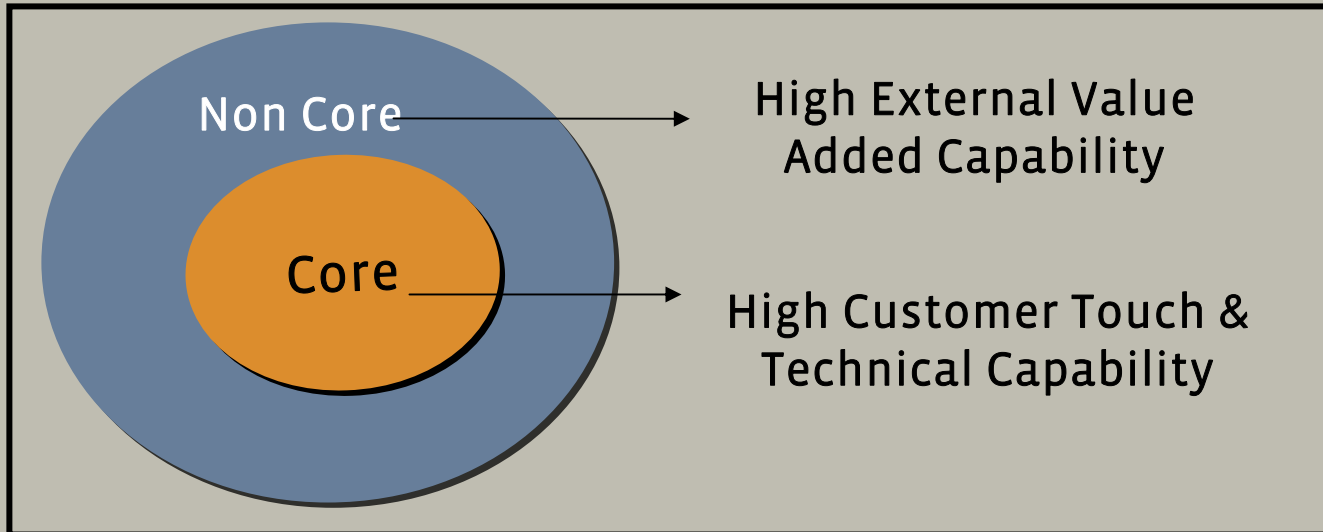 Non Core
High External Value
Added Capability
Core
High Customer Touch &
Technical Capability